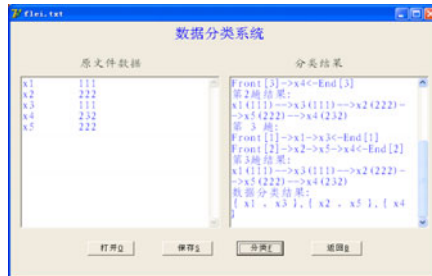 flei.txt
数据分类系统
原文件数据
分类结果
x1 111
x2 222
x3 111
x4 232
x5 222
Front[3]->x4<-End[3]
第2趟结果:
x1(111)-->x3(111)-->x2(222)-
->x5(222)-->x4(232)
第 3 趟:
Front[1]->x1->x3<-End[1]
Front[2]->x2->x5->x4<-End[2]
第3趟结果:
x1(111)-->x3(111)-->x2(222)-
->x5(222)-->x4(232)
数据分类结果:
{ x1 , x3 },{ x2 , x5 },{ x4
}
打开O
保存S
分类F
返回B